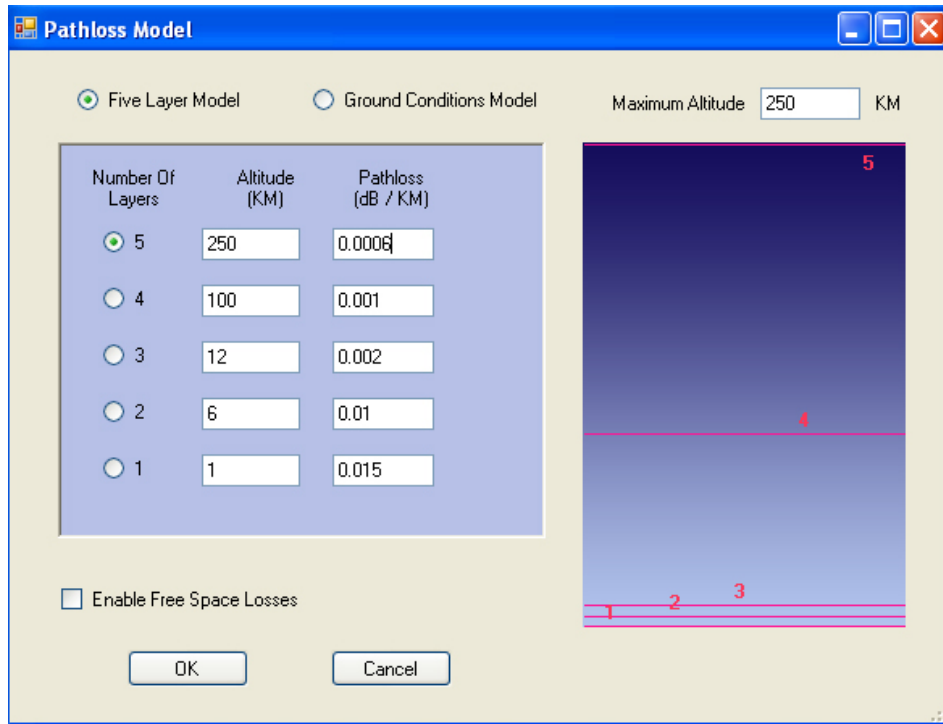 Pathloss Model
Five Layer Model Ground Conditions Model Maximum Altitude 250 KM
Number Of Layers Altitude (KM) Pathloss (dB / KM)
5 250 0.0006
4 100 0.001
3 12 0.002
2 6 0.01
1 1 0.015
5
4
3
2
1
Enable Free Space Losses
OK Cancel